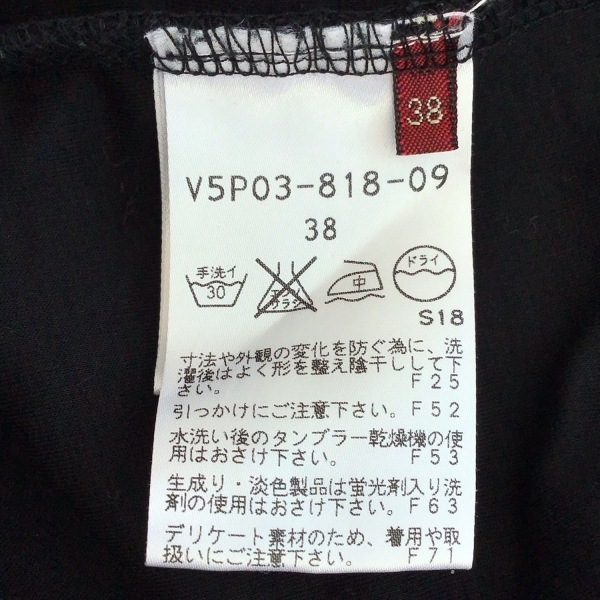 38
V5P03-818-09
38
手洗イ
30
エンソ
サラシ
中
ドライ
S18
寸法や外観の変化を防ぐ為に、洗
濯後はよく形を整え陰干しして下
さい。 F25
引っかけにご注意下さい。F52
水洗い後のタンブラー乾燥機の使
用はおさけ下さい。 F53
生成り・淡色製品は蛍光剤入り洗
剤の使用はおさけ下さい。F63
デリケート素材のため、着用や取
扱いにご注意下さい。 F71